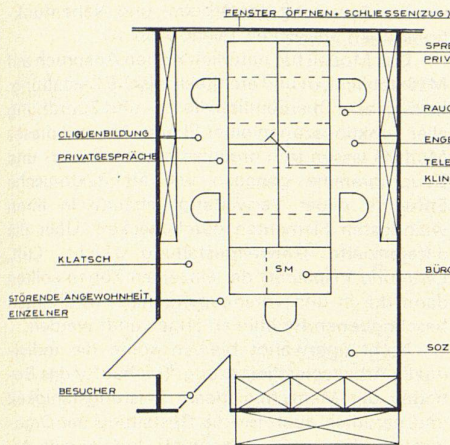 FENSTER ÖFFNEN + SCHLIESSEN (ZUG)
SPRE
PRIV
RAUC
CLIQUENBILDUNG
ENGE
PRIVATGESPRÄCHE
TELE
KLIN
KLATSCH
SM
BÜRO
STÖRENDE ANGEWOHNHEIT,
EINZELNER
SOZ
BESUCHER